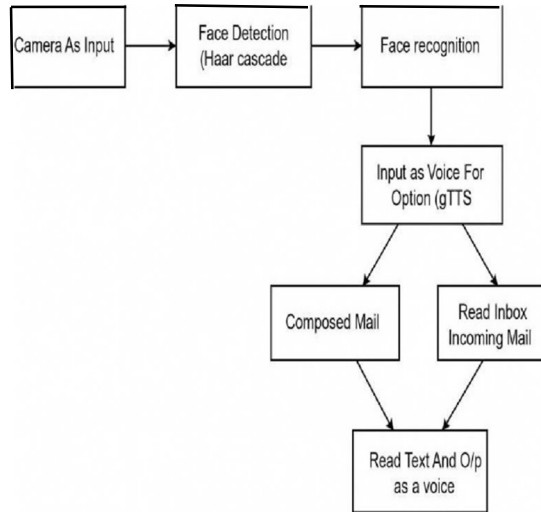 Camera As Input
Face Detection
(Haar cascade
Face recognition
Input as Voice For
Option (gTTS
Composed Mail
Read Inbox
Incoming Mail
Read Text And O/p
as a voice